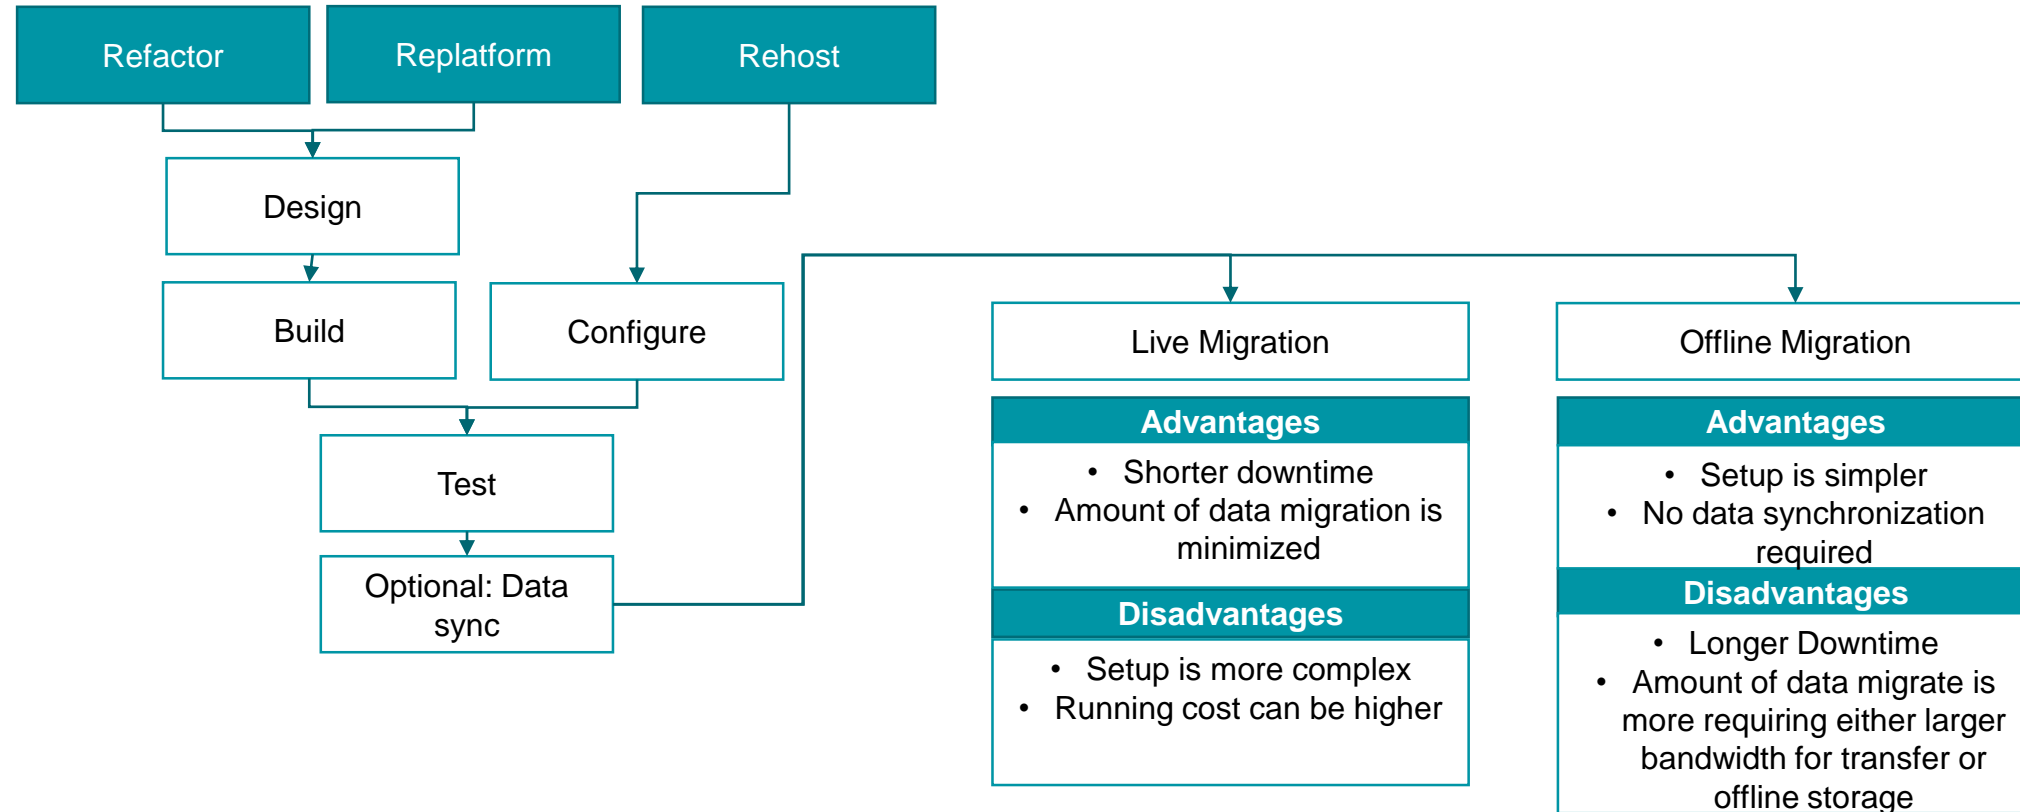 Refactor
Replatform
Rehost
Design
Build
Configure
Test
Optional: Data
sync
Live Migration
Advantages
• Shorter downtime
• Amount of data migration is
minimized
Disadvantages
• Setup is more complex
• Running cost can be higher
Offline Migration
Advantages
• Setup is simpler
• No data synchronization
required
Disadvantages
• Longer Downtime
• Amount of data migrate is
more requiring either larger
bandwidth for transfer or
offline storage